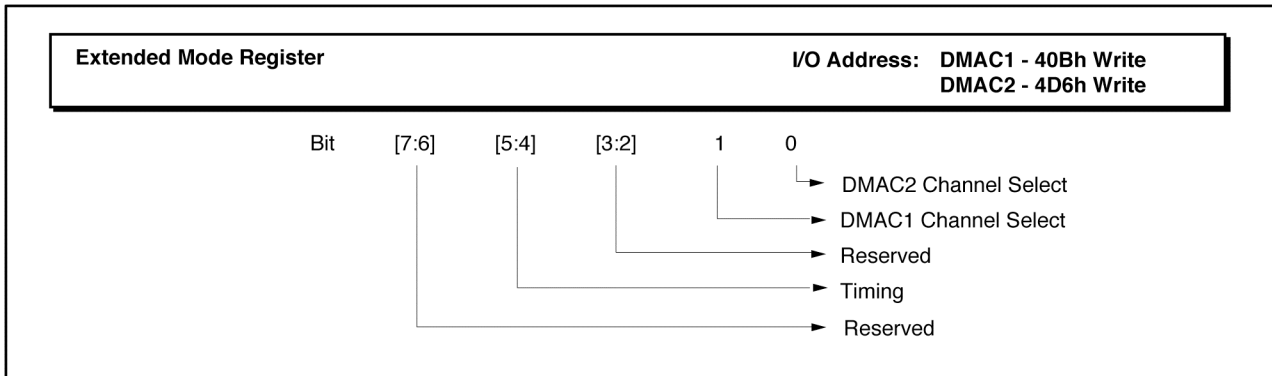 Extended Mode Register
I/O Address: DMAC1 - 40Bh Write
DMAC2 - 4D6h Write
Bit [7:6] [5:4] [3:2] 1 0
DMAC2 Channel Select
DMAC1 Channel Select
Reserved
Timing
Reserved